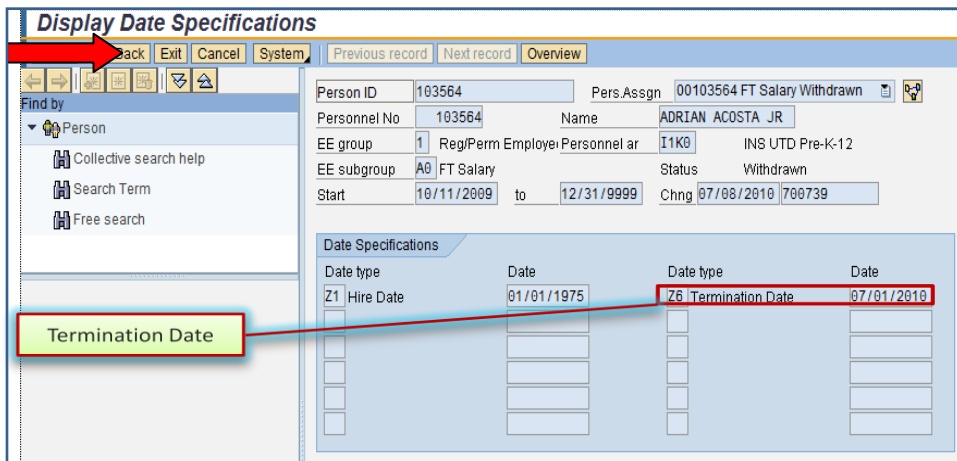 Display Date Specifications
Back Exit Cancel System Previous record Next record Overview
Find by
Person
Collective search help
Search Term
Free search
Person ID 103564 Pers.Assgn 00103564 FT Salary Withdrawn
Personnel No 103564 Name ADRIAN ACOSTA JR
EE group 1 Reg/Perm Employe Personnel ar I1K0 INS UTD Pre-K-12
EE subgroup A0 FT Salary Status Withdrawn
Start 10/11/2009 to 12/31/9999 Chng 07/08/2010 700739
Date Specifications
Date type Date Date type Date
Z1 Hire Date 01/01/1975 Z6 Termination Date 07/01/2010
Termination Date